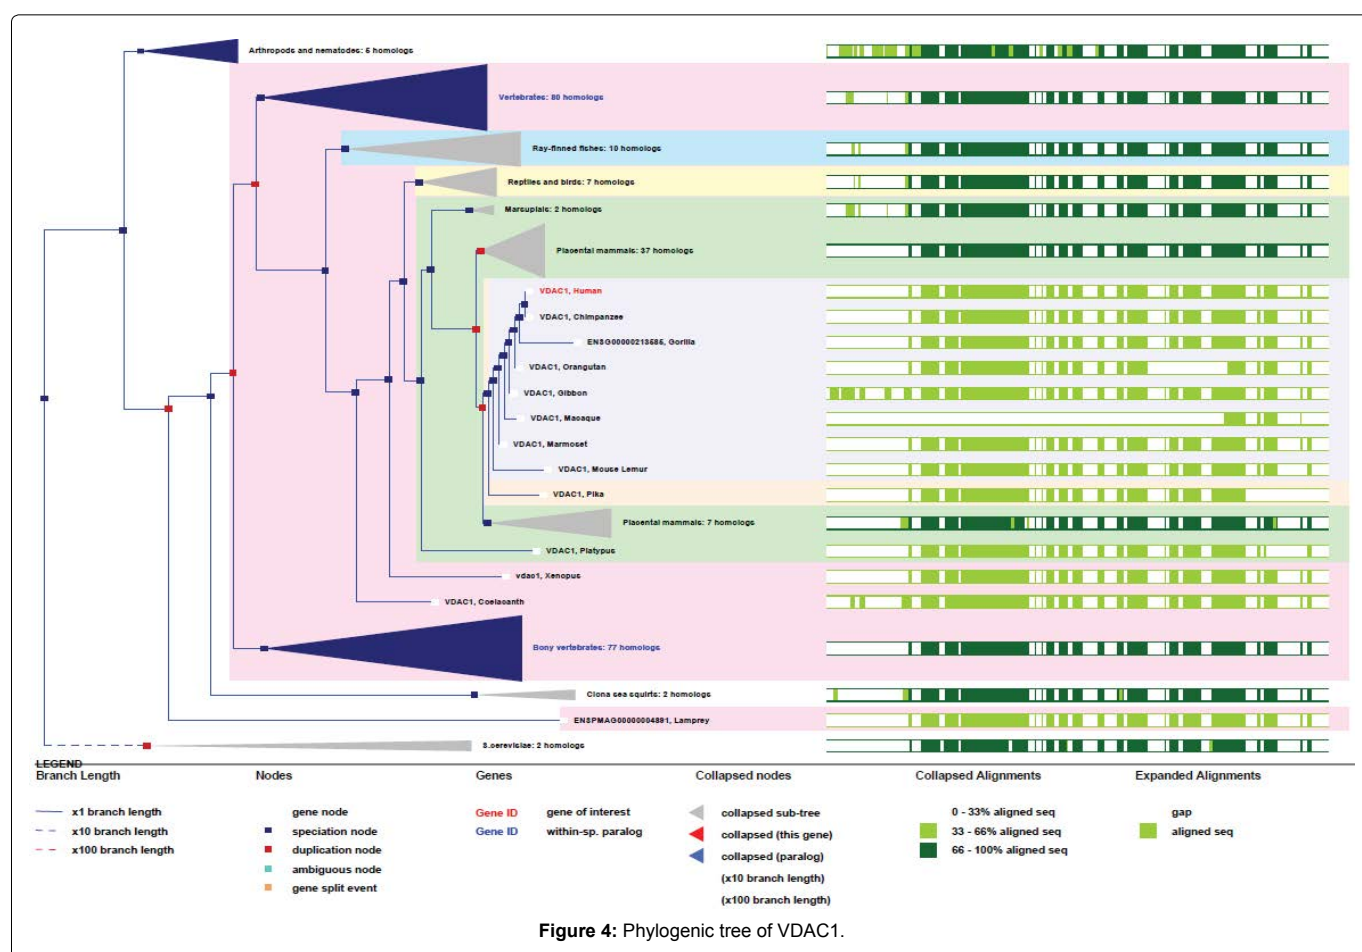 Arthropods and nematodes: 5 homologs
Vertebrates: 80 homologs
Ray-finned fishes: 10 homologs
Reptiles and birds: 7 homologs
Marsupials: 2 homologs
Placental mammals: 37 homologs
VDAC1, Human
VDAC1, Chimpanzee
ENSG00000213585, Gorilla
VDAC1, Orangutan
VDAC1, Gibbon
VDAC1, Macaque
VDAC1, Marmoset
VDAC1, Mouse Lemur
VDAC1, Pika
Placental mammals: 7 homologs
VDAC1, Platypus
vdac1, Xenopus
VDAC1, Coelacanth
Bony vertebrates: 77 homologs
Ciona sea squirts: 2 homologs
ENSPMAG00000004891, Lamprey
S.cerevisiae: 2 homologs
LEGEND
Branch Length Nodes Genes Collapsed nodes Collapsed Alignments Expanded Alignments
x1 branch length gene node Gene ID gene of interest collapsed sub-tree 0 - 33% aligned seq gap
x10 branch length speciation node Gene ID within-sp. paralog collapsed (this gene) 33 - 66% aligned seq aligned seq
x100 branch length duplication node collapsed (paralog) 66 - 100% aligned seq
ambiguous node (x10 branch length)
gene split event (x100 branch length)
Figure 4: Phylogenic tree of VDAC1.